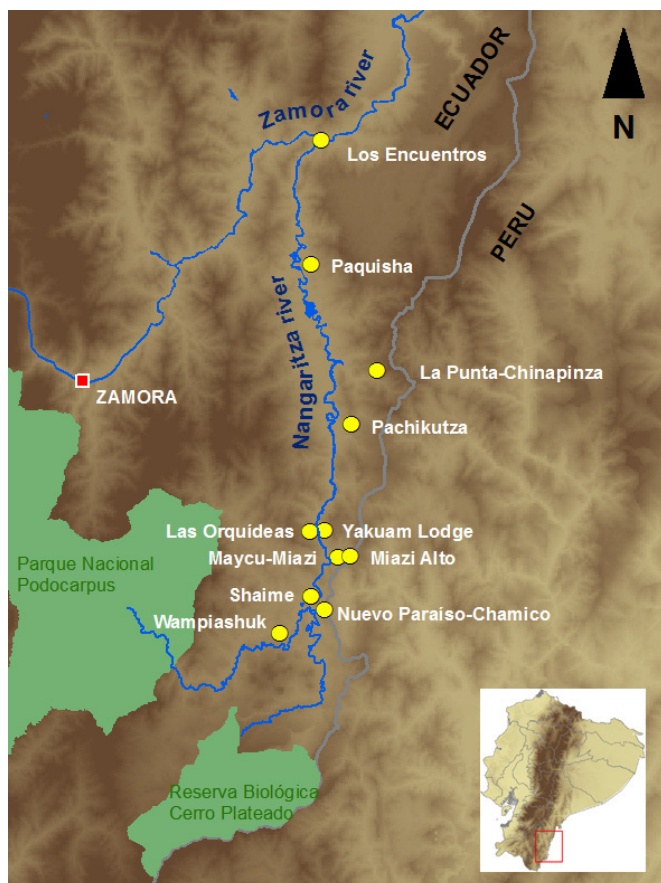 Zamora river
ECUADOR
N
Los Encuentros
PERU
Paquisha
Nangaritza river
La Punta-Chinapinza
ZAMORA
Pachikutza
Las Orquídeas
Yakuam Lodge
Parque Nacional
Podocarpus
Maycu-Miazi
Miazi Alto
Shaime
Nuevo Paraíso-Chamico
Wampiashuk
Reserva Biológica
Cerro Plateado